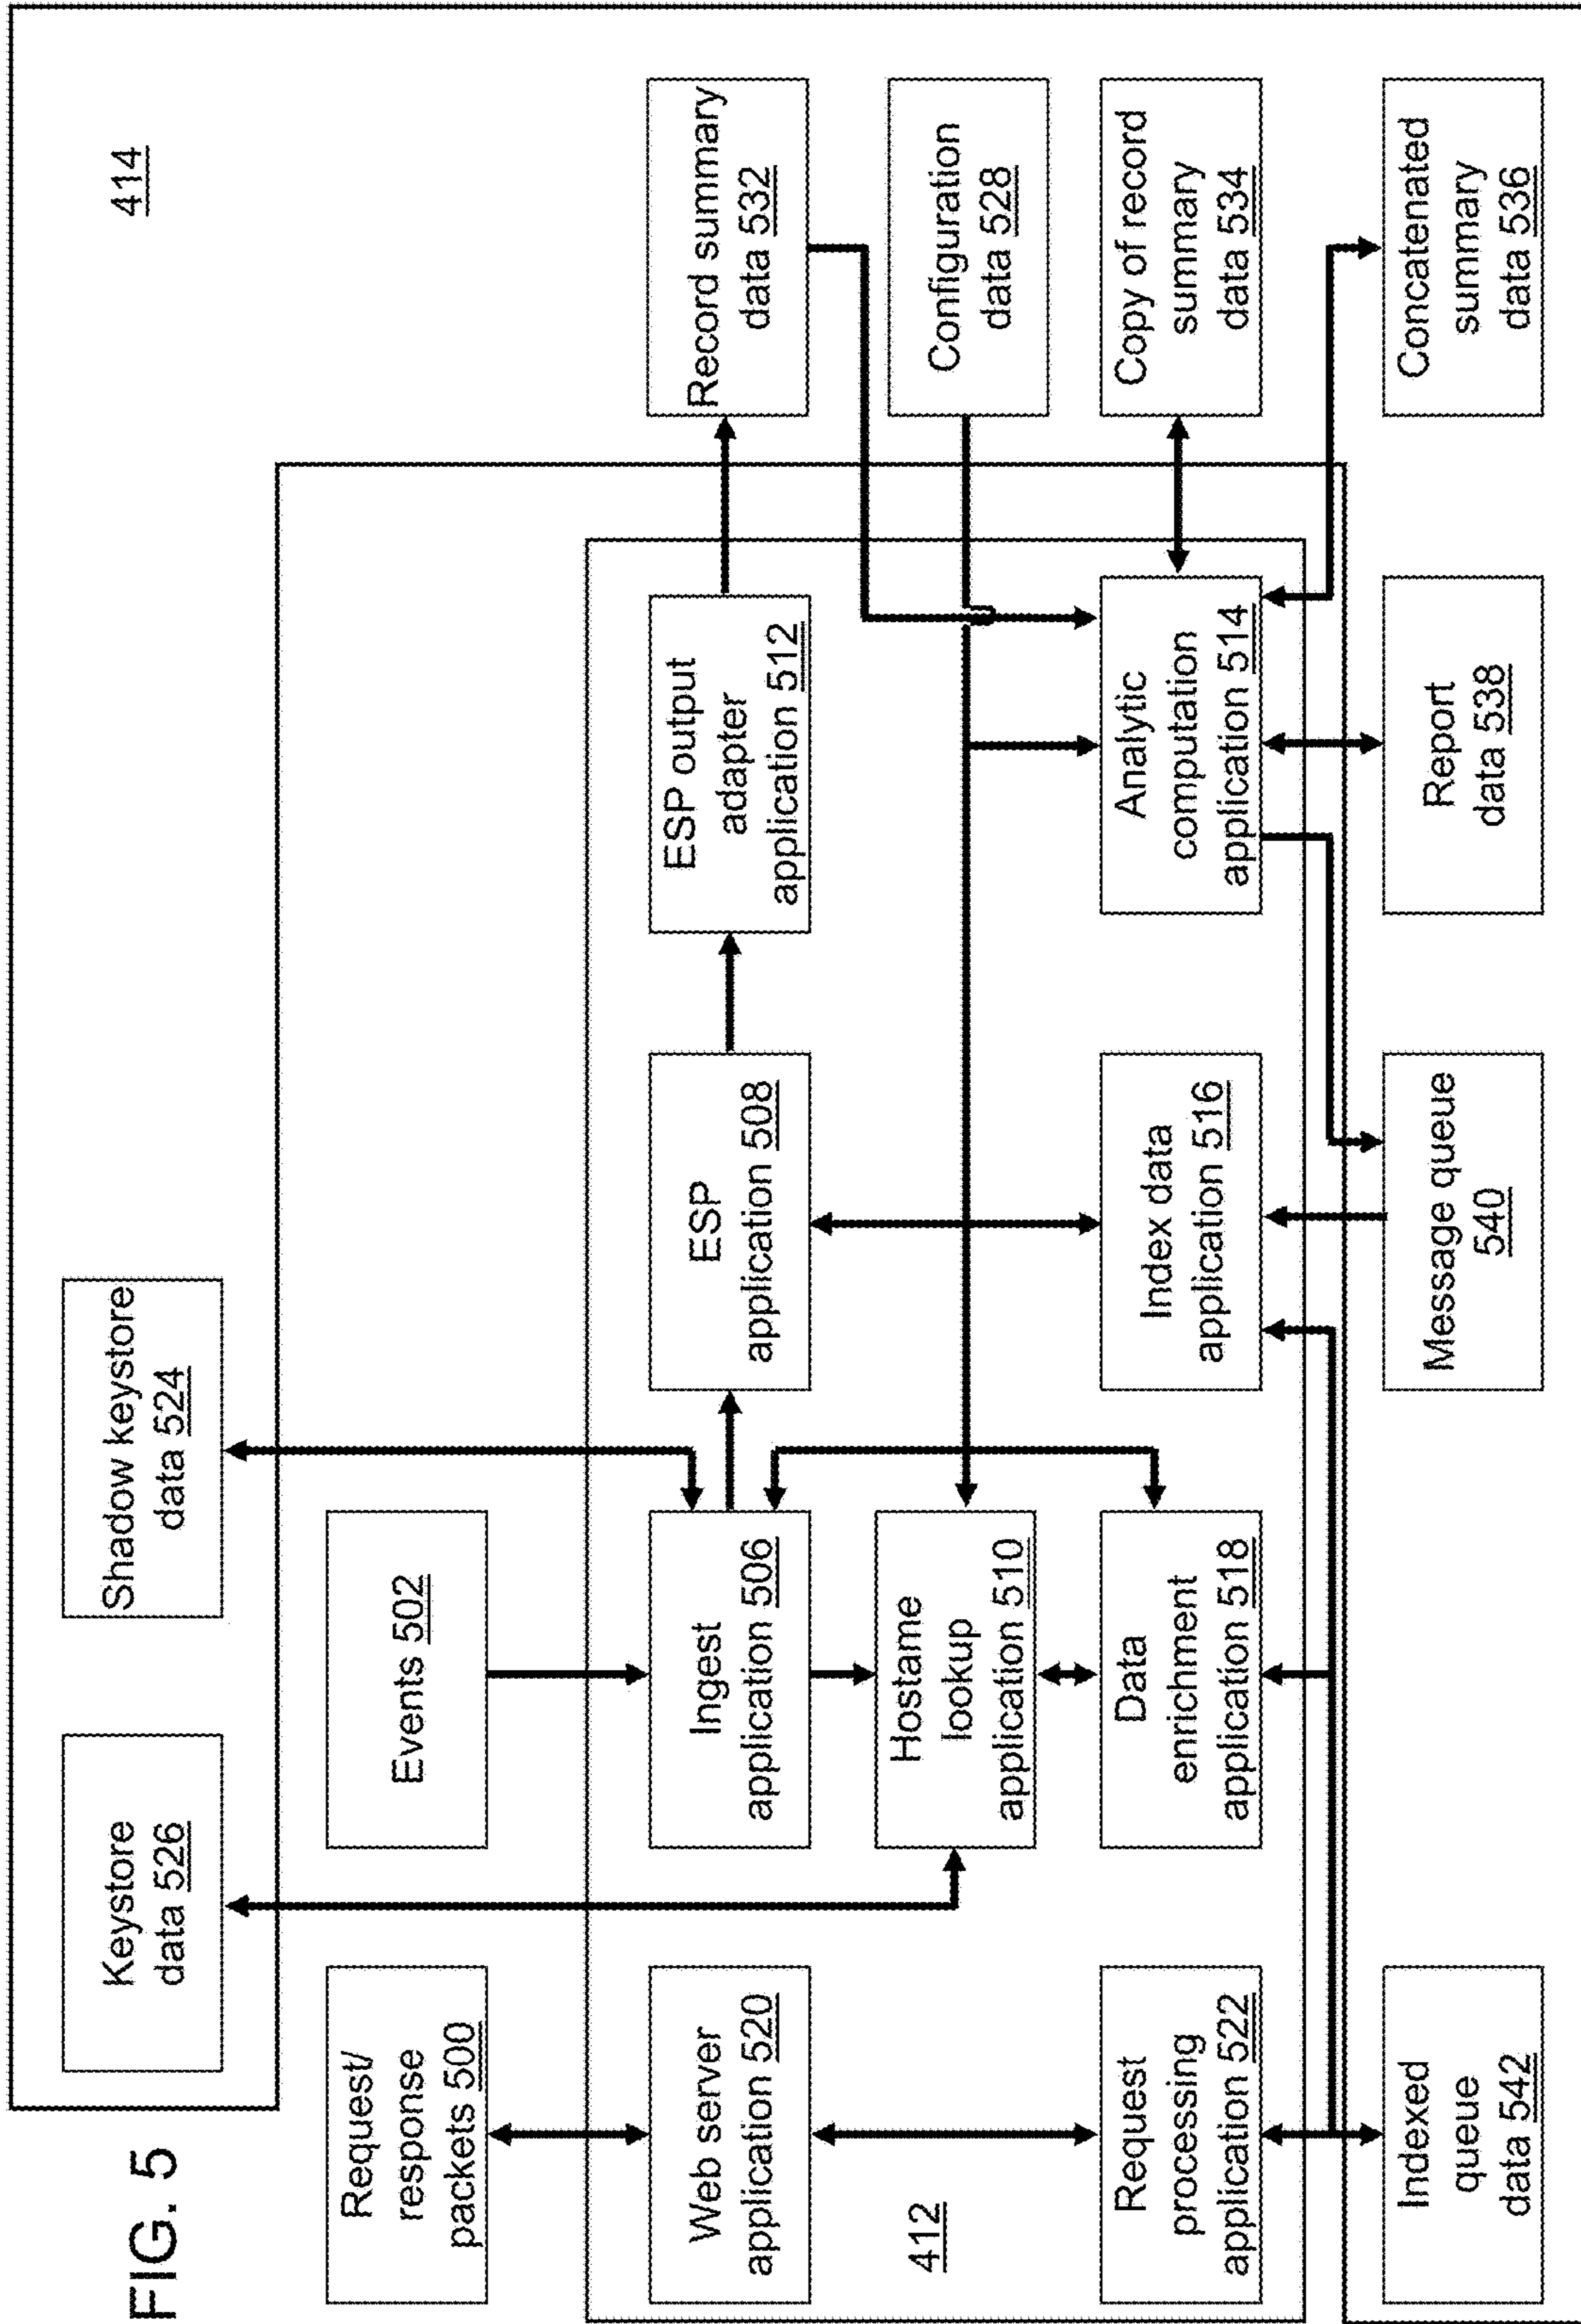 FIG. 5
414
Keystore
data 526
Shadow keystore
data 524
Request/
response
packets 500
Events 502
Web server
application 520
Ingest
application 506
ESP
application 508
ESP output
adapter
application 512
Record summary
data 532
Hostame
lookup
application 510
Configuration
data 528
412
Request
processing
application 522
Data
enrichment
application 518
Index data
application 516
Analytic
computation
application 514
Copy of record
summary
data 534
Indexed
queue
data 542
Message queue
540
Report
data 538
Concatenated
summary
data 536